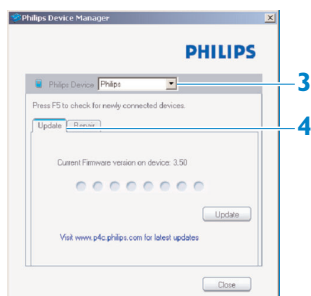 Philips Device Manager
PHILIPS
Philips Device Philips
3
Press F5 to check for newly connected devices.
Update Repair
4
Current Firmware version on device: 3.50
Update
Visit www.p4c.philips.com for latest updates
Close